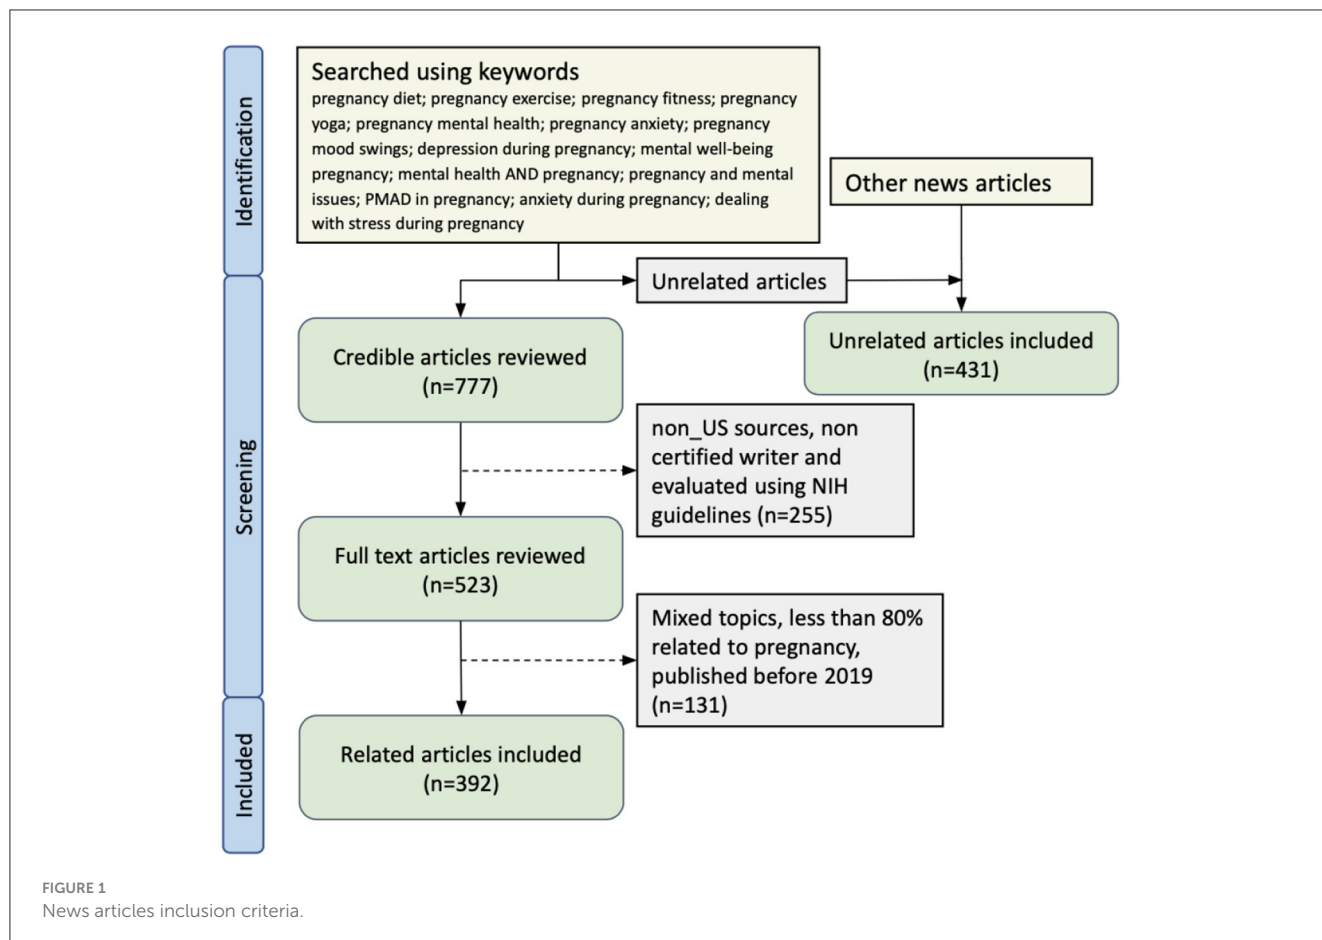 Identification
Searched using keywords
pregnancy diet; pregnancy exercise; pregnancy fitness; pregnancy
yoga; pregnancy mental health; pregnancy anxiety; pregnancy
mood swings; depression during pregnancy; mental well-being
pregnancy; mental health AND pregnancy; pregnancy and mental
issues; PMAD in pregnancy; anxiety during pregnancy; dealing
with stress during pregnancy
Other news articles
Unrelated articles
Screening
Credible articles reviewed
(n=777)
Unrelated articles included
(n=431)
non_US sources, non
certified writer and
evaluated using NIH
guidelines (n=255)
Full text articles reviewed
(n=523)
Mixed topics, less than 80%
related to pregnancy,
published before 2019
(n=131)
Included
Related articles included
(n=392)
FIGURE 1
News articles inclusion criteria.